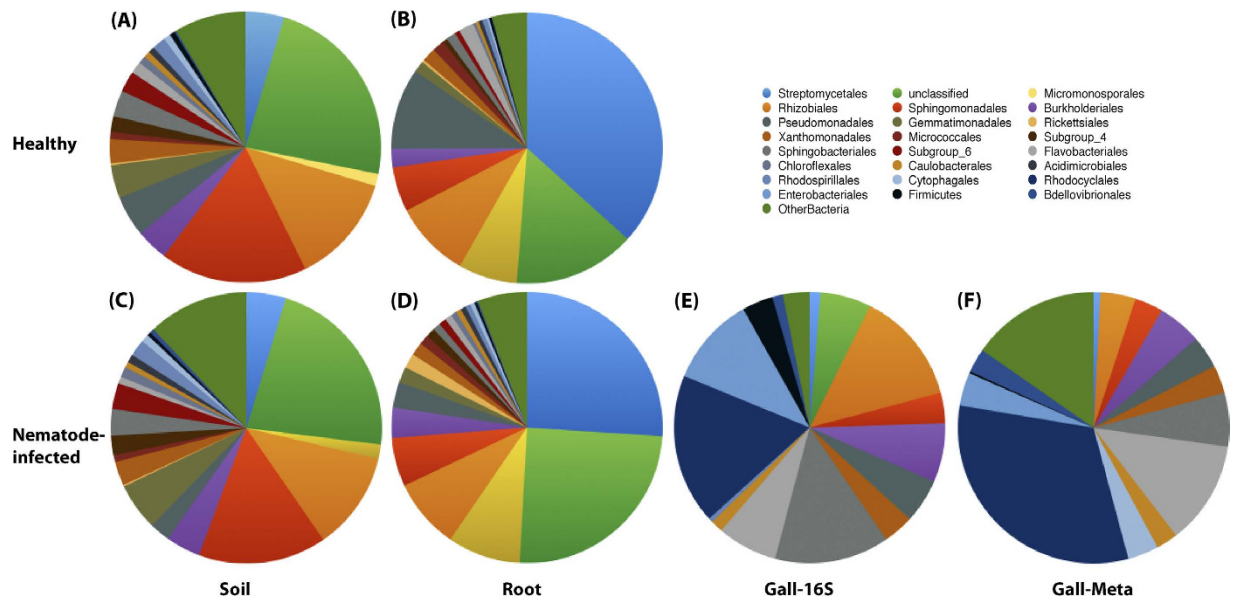 (A)
(B)
Healthy
Streptomycetales unclassified Micromonosporales
Rhizobiales Sphingomonadales Burkholderiales
Pseudomonadales Gemmatimonadales Rickettsiales
Xanthomonadales Micrococcales Subgroup_4
Sphingobacteriales Subgroup_6 Flavobacteriales
Chloroflexales Caulobacterales Acidimicrobiales
Rhodospirillales Cytophagales Rhodocyclales
Enterobacteriales Firmicutes Bdellovibrionales
OtherBacteria
(C)
(D)
(E)
(F)
Nematode-
infected
Soil
Root
Gall-16S
Gall-Meta